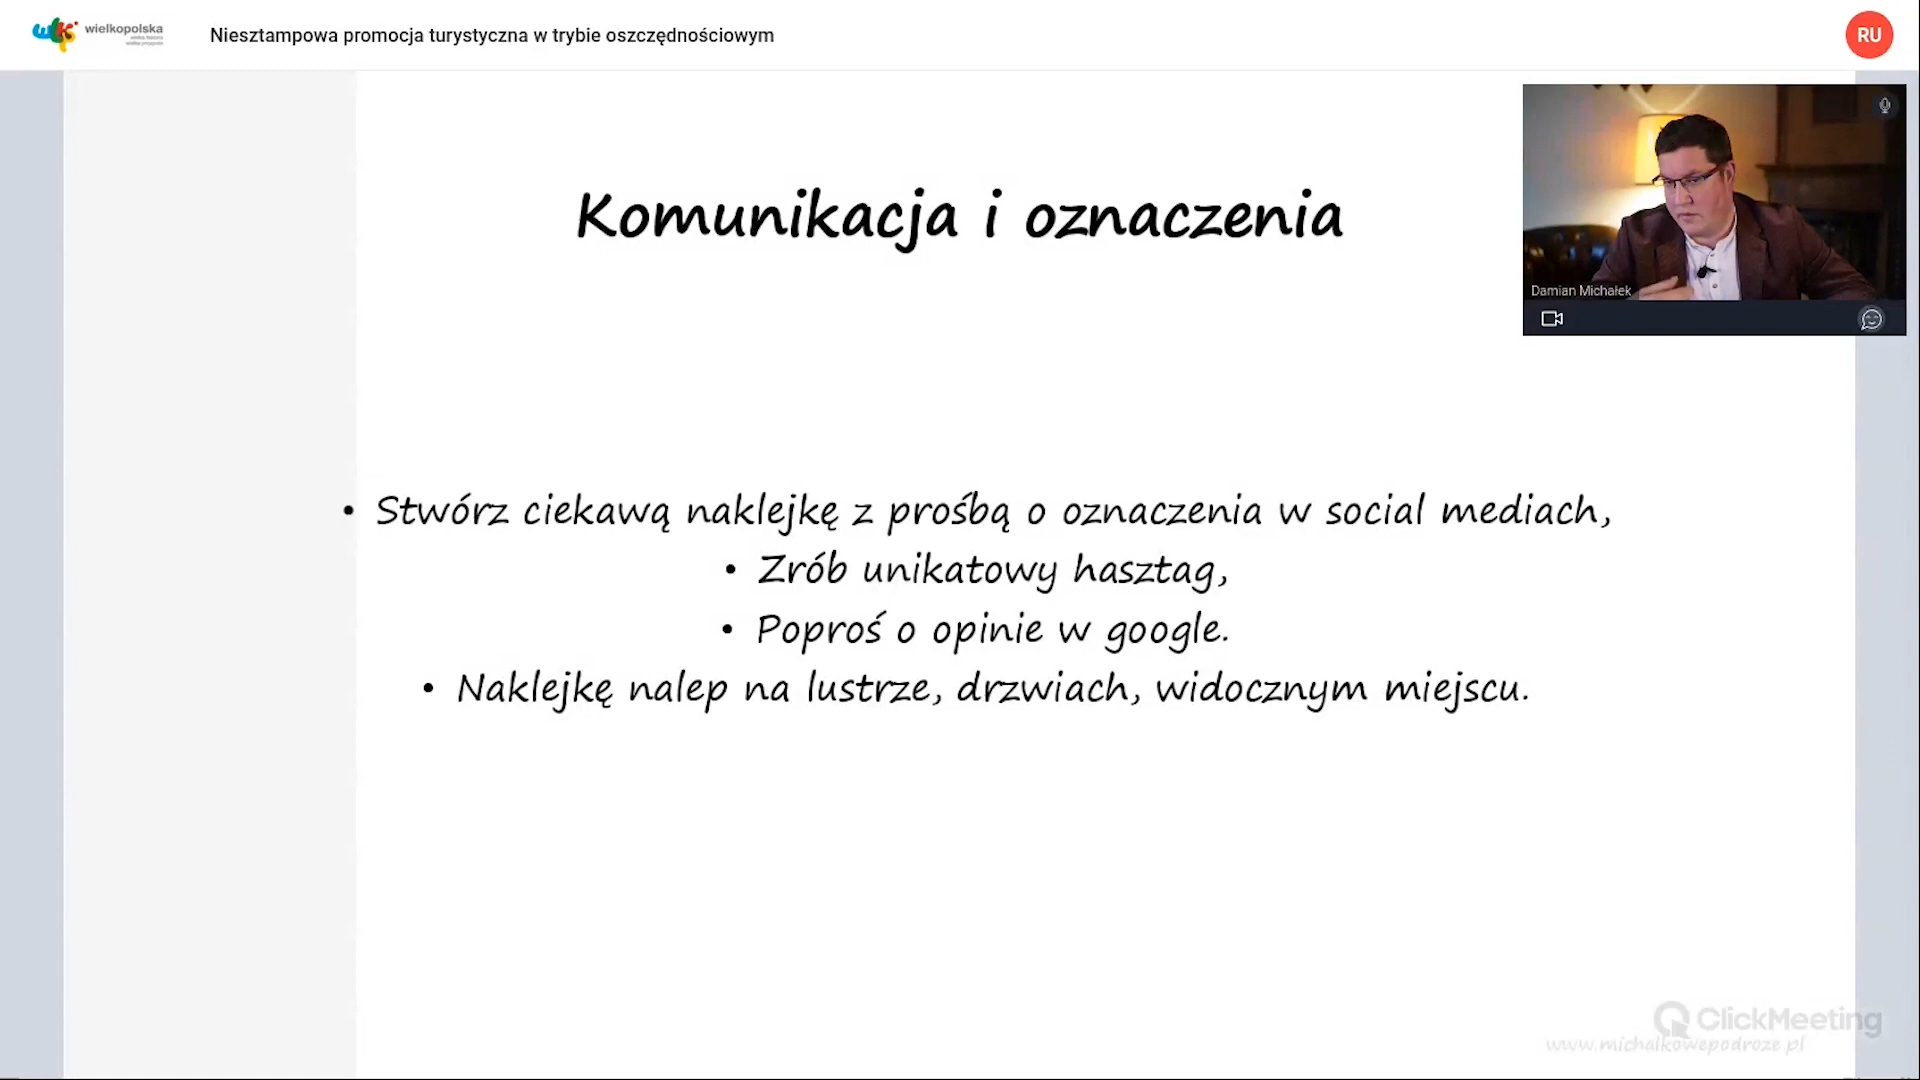 wielkopolska
Niesztampowa promocja turystyczna w trybie oszczędnościowym
RU
Damian Michałek
Komunikacja i oznaczenia
• Stwórz ciekawą naklejkę z prośbą o oznaczenia w social mediach,
• Zrób unikatowy hasztag,
• Poproś o opinie w google.
• Naklejkę nalep na lustrze, drzwiach, widocznym miejscu.
ClickMeeting
www.michalkowepodroze.pl